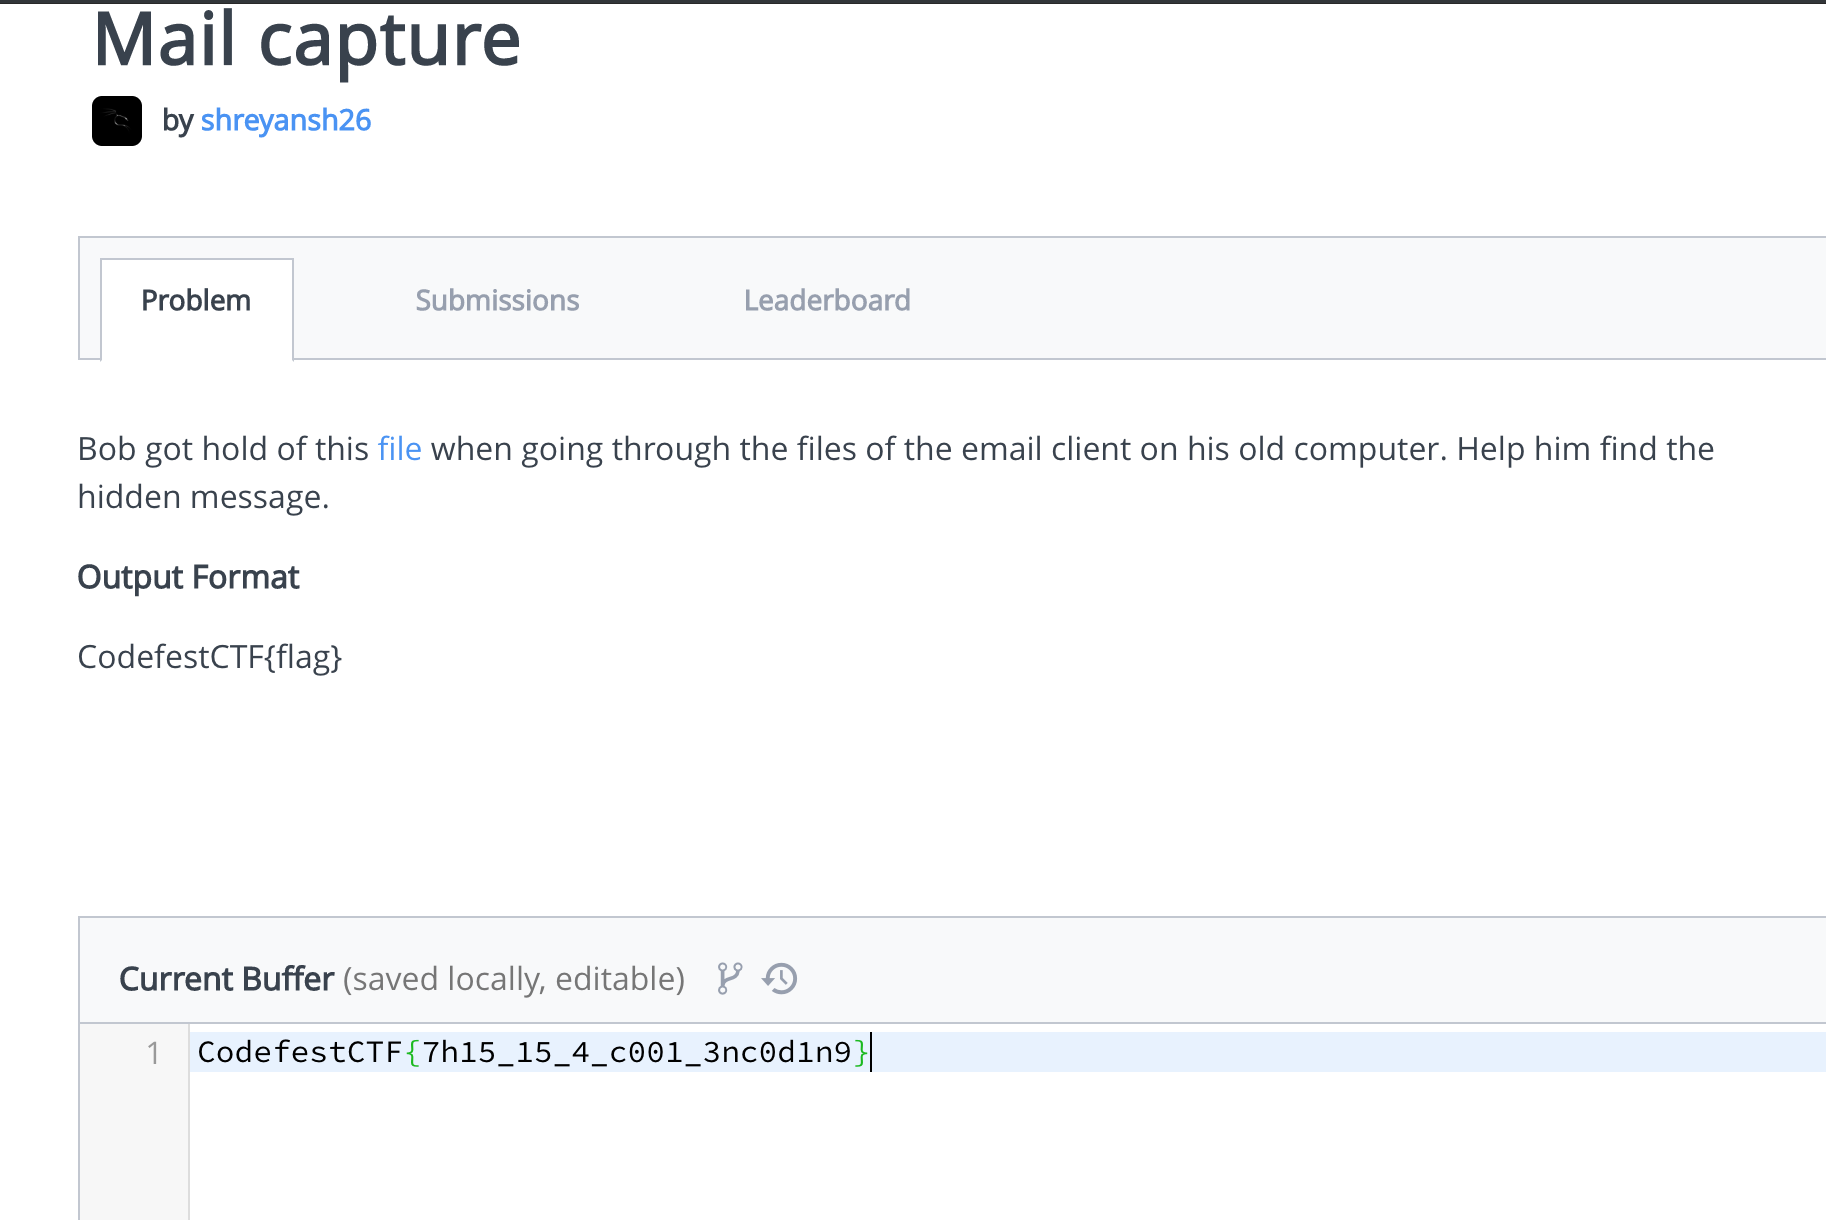 Mail capture
by shreyansh26
Problem Submissions Leaderboard
Bob got hold of this file when going through the files of the email client on his old computer. Help him find the
hidden message.
Output Format
CodefestCTF{flag}
Current Buffer (saved locally, editable)
1 CodefestCTF{7h15_15_4_c001_3nc0d1n9}